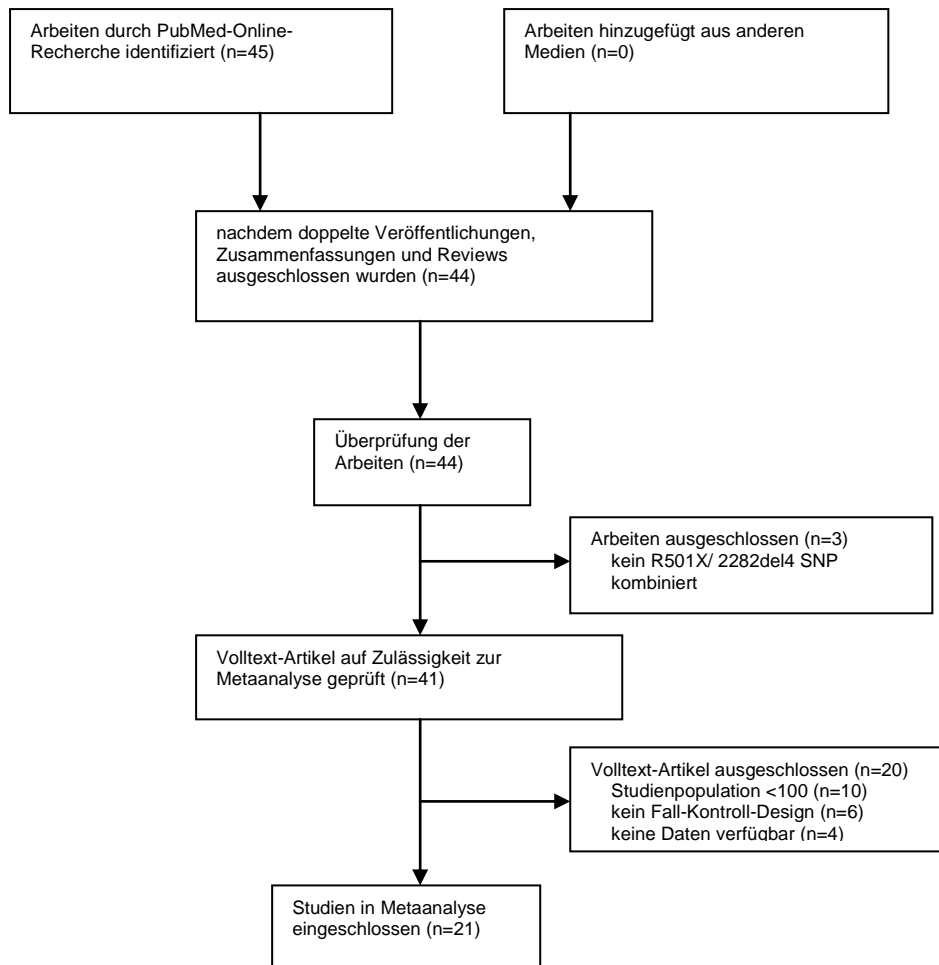 Arbeiten durch PubMed-Online-
Recherche identifiziert (n=45)
Arbeiten hinzugefügt aus anderen
Medien (n=0)
nachdem doppelte Veröffentlichungen,
Zusammenfassungen und Reviews
ausgeschlossen wurden (n=44)
Überprüfung der
Arbeiten (n=44)
Arbeiten ausgeschlossen (n=3)
kein R501X/ 2282del4 SNP
kombiniert
Volltext-Artikel auf Zulässigkeit zur
Metaanalyse geprüft (n=41)
Volltext-Artikel ausgeschlossen (n=20)
Studienpopulation <100 (n=10)
kein Fall-Kontroll-Design (n=6)
keine Daten verfügbar (n=4)
Studien in Metaanalyse
eingeschlossen (n=21)